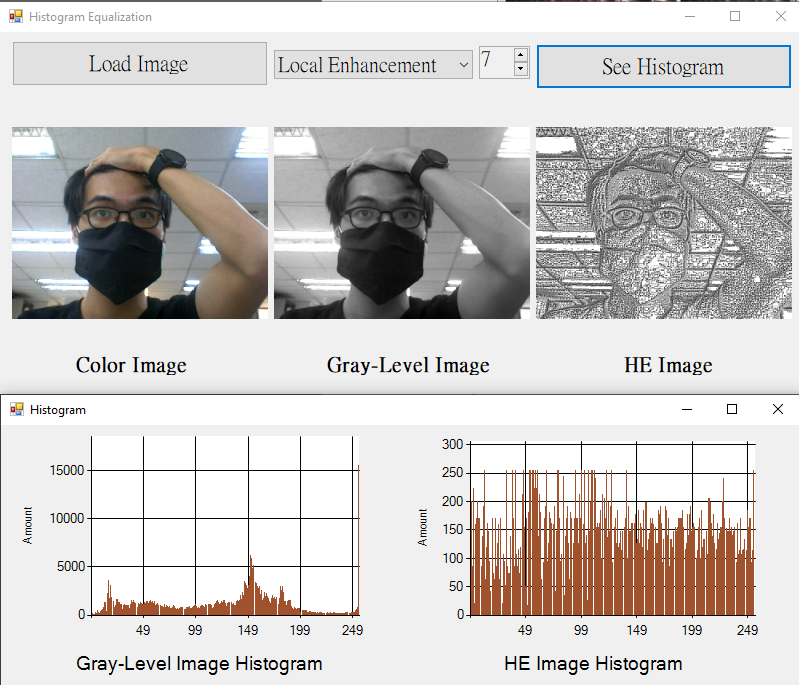 Histogram Equalization
Load Image
Local Enhancement
7
See Histogram
Color Image
Gray-Level Image
HE Image
Histogram
15000
10000
5000
0
Amount
49
99
149
199
249
Gray-Level Image Histogram
300
250
200
150
100
50
0
Amount
49
99
149
199
249
HE Image Histogram